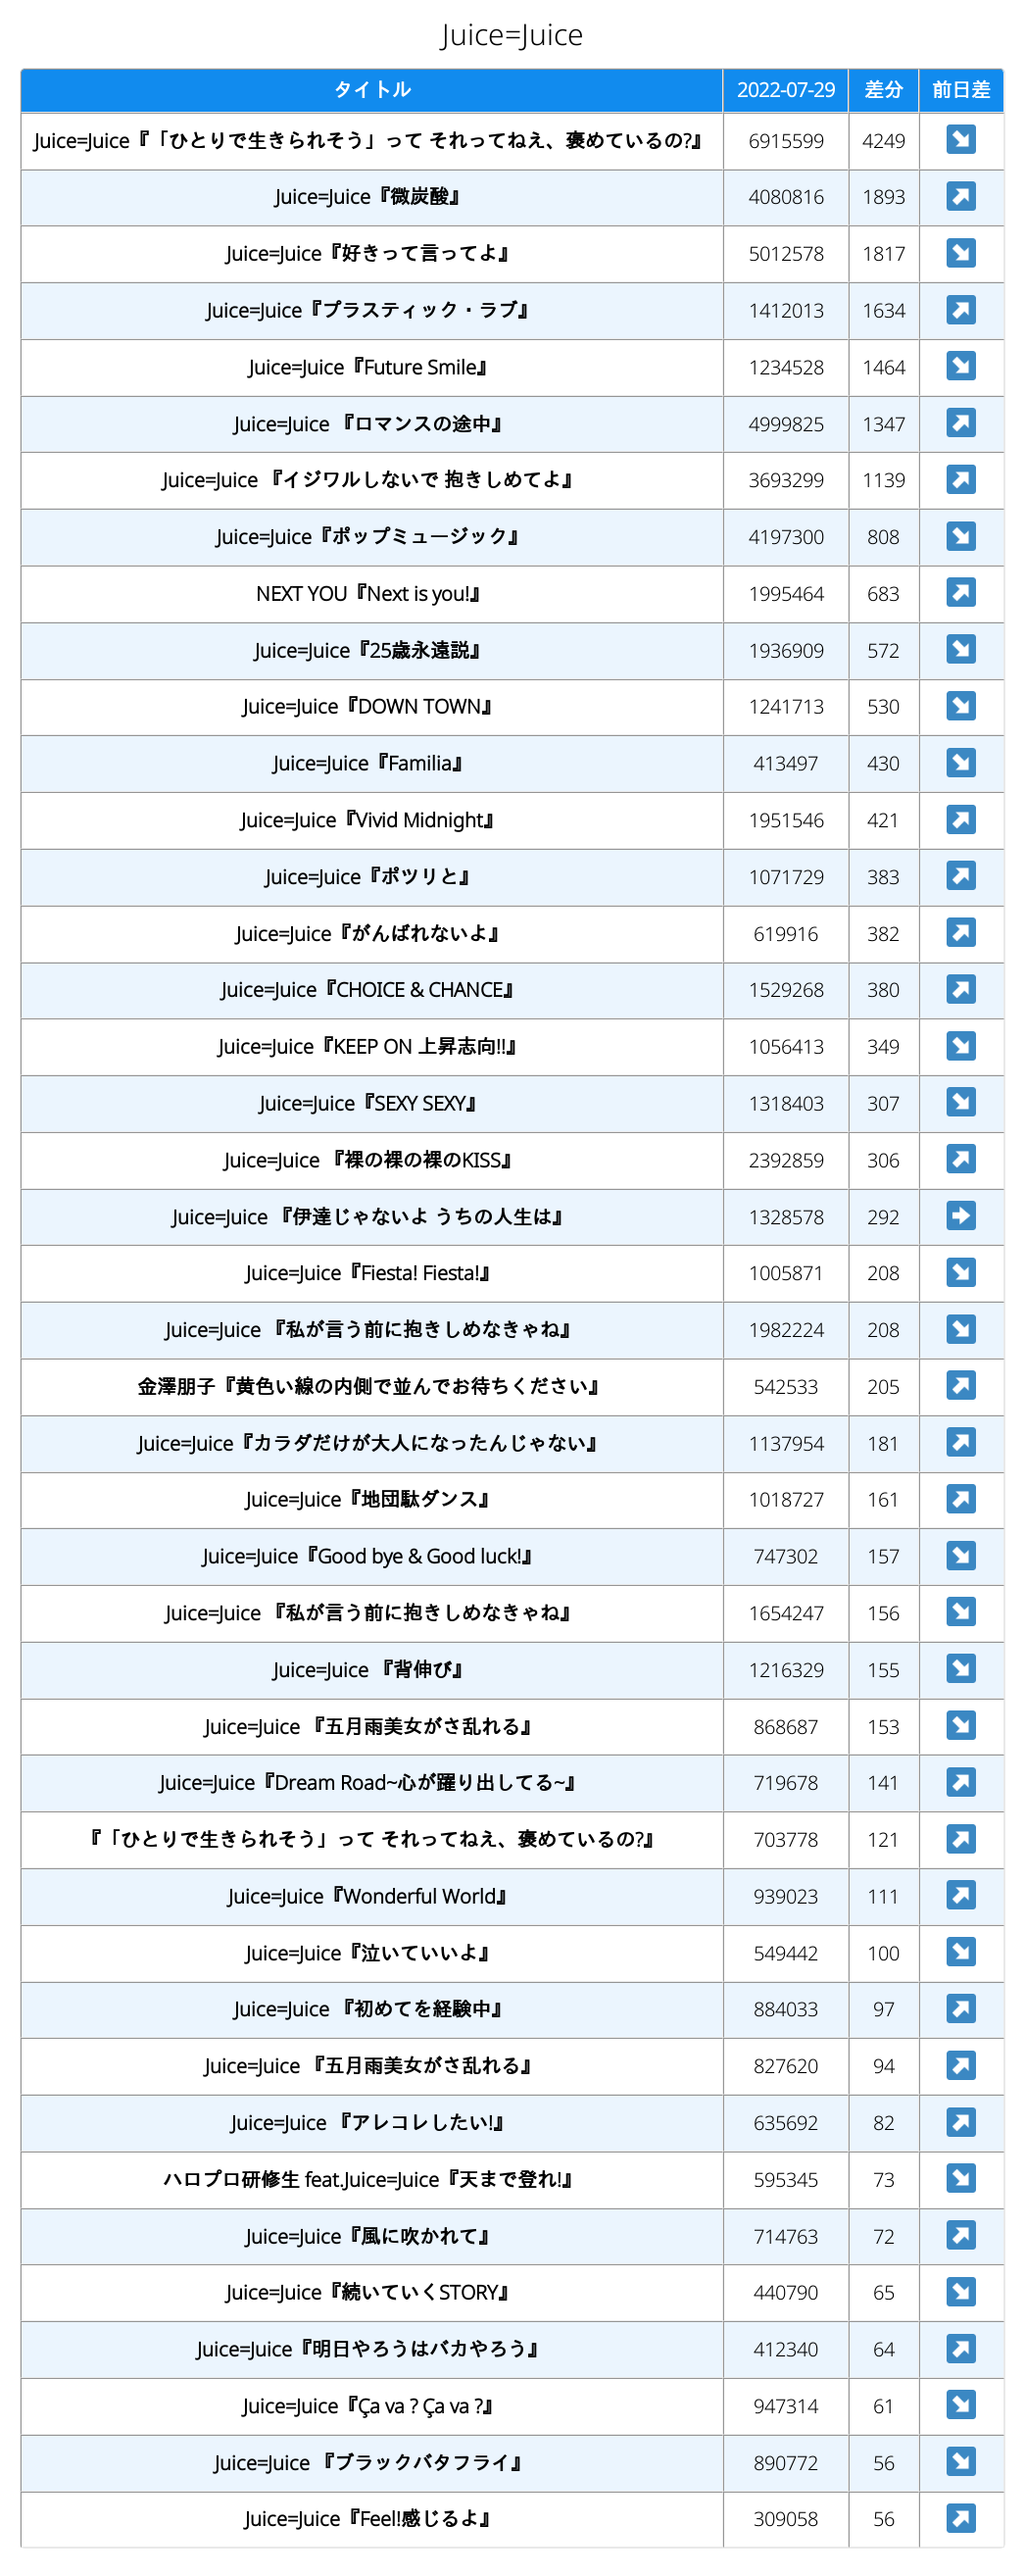 Juice=Juice
タイトル 2022-07-29 差分 前日差
Juice=Juice『「ひとりで生きられそう」って それってねえ、褒めているの?』 6915599 4249 ↘
Juice=Juice『微炭酸』 4080816 1893 ↗
Juice=Juice『好きって言ってよ』 5012578 1817 ↘
Juice=Juice『プラスティック・ラブ』 1412013 1634 ↗
Juice=Juice『Future Smile』 1234528 1464 ↘
Juice=Juice 『ロマンスの途中』 4999825 1347 ↗
Juice=Juice 『イジワルしないで 抱きしめてよ』 3693299 1139 ↗
Juice=Juice『ポップミュージック』 4197300 808 ↘
NEXT YOU『Next is you!』 1995464 683 ↗
Juice=Juice『25歳永遠説』 1936909 572 ↘
Juice=Juice『DOWN TOWN』 1241713 530 ↘
Juice=Juice『Familia』 413497 430 ↘
Juice=Juice『Vivid Midnight』 1951546 421 ↗
Juice=Juice『ポツリと』 1071729 383 ↗
Juice=Juice『がんばれないよ』 619916 382 ↗
Juice=Juice『CHOICE & CHANCE』 1529268 380 ↗
Juice=Juice『KEEP ON 上昇志向!!』 1056413 349 ↘
Juice=Juice『SEXY SEXY』 1318403 307 ↘
Juice=Juice 『裸の裸の裸のKISS』 2392859 306 ↗
Juice=Juice 『伊達じゃないよ うちの人生は』 1328578 292 ➡
Juice=Juice『Fiesta! Fiesta!』 1005871 208 ↘
Juice=Juice 『私が言う前に抱きしめなきゃね』 1982224 208 ↘
金澤朋子『黄色い線の内側で並んでお待ちください』 542533 205 ↗
Juice=Juice『カラダだけが大人になったんじゃない』 1137954 181 ↗
Juice=Juice『地団駄ダンス』 1018727 161 ↗
Juice=Juice『Good bye & Good luck!』 747302 157 ↘
Juice=Juice 『私が言う前に抱きしめなきゃね』 1654247 156 ↘
Juice=Juice 『背伸び』 1216329 155 ↘
Juice=Juice 『五月雨美女がさ乱れる』 868687 153 ↘
Juice=Juice『Dream Road~心が躍り出してる~』 719678 141 ↗
『「ひとりで生きられそう」って それってねえ、褒めているの?』 703778 121 ↗
Juice=Juice『Wonderful World』 939023 111 ↗
Juice=Juice『泣いていいよ』 549442 100 ↘
Juice=Juice 『初めてを経験中』 884033 97 ↗
Juice=Juice 『五月雨美女がさ乱れる』 827620 94 ↗
Juice=Juice 『アレコレしたい!』 635692 82 ↗
ハロプロ研修生 feat.Juice=Juice『天まで登れ!』 595345 73 ↘
Juice=Juice『風に吹かれて』 714763 72 ↗
Juice=Juice『続いていくSTORY』 440790 65 ↘
Juice=Juice『明日やろうはバカやろう』 412340 64 ↗
Juice=Juice『Ça va ? Ça va ?』 947314 61 ↘
Juice=Juice 『ブラックバタフライ』 890772 56 ↘
Juice=Juice『Feel!感じるよ』 309058 56 ↗